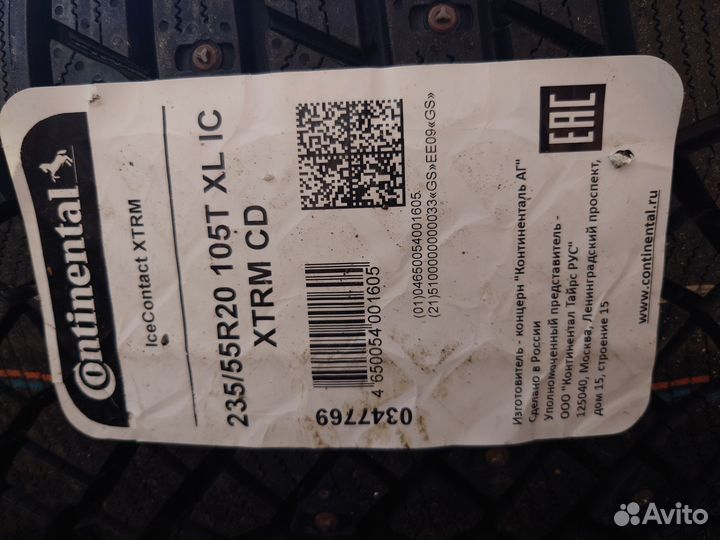 Continental
IceContact XTRM
235/55R20 105T XL IC
XTRM CD
4 650054 001605
0347769
(01)04650054001605
(21)5100000000033«GS»EE09«GS»
EAC
Изготовитель - концерн "Континенталь АГ"
Сделано в России
Уполномоченный представитель -
ООО "Континентал Тайрс РУС"
125040, Москва, Ленинградский проспект,
дом 15, строение 15
www.continental.ru
Avito